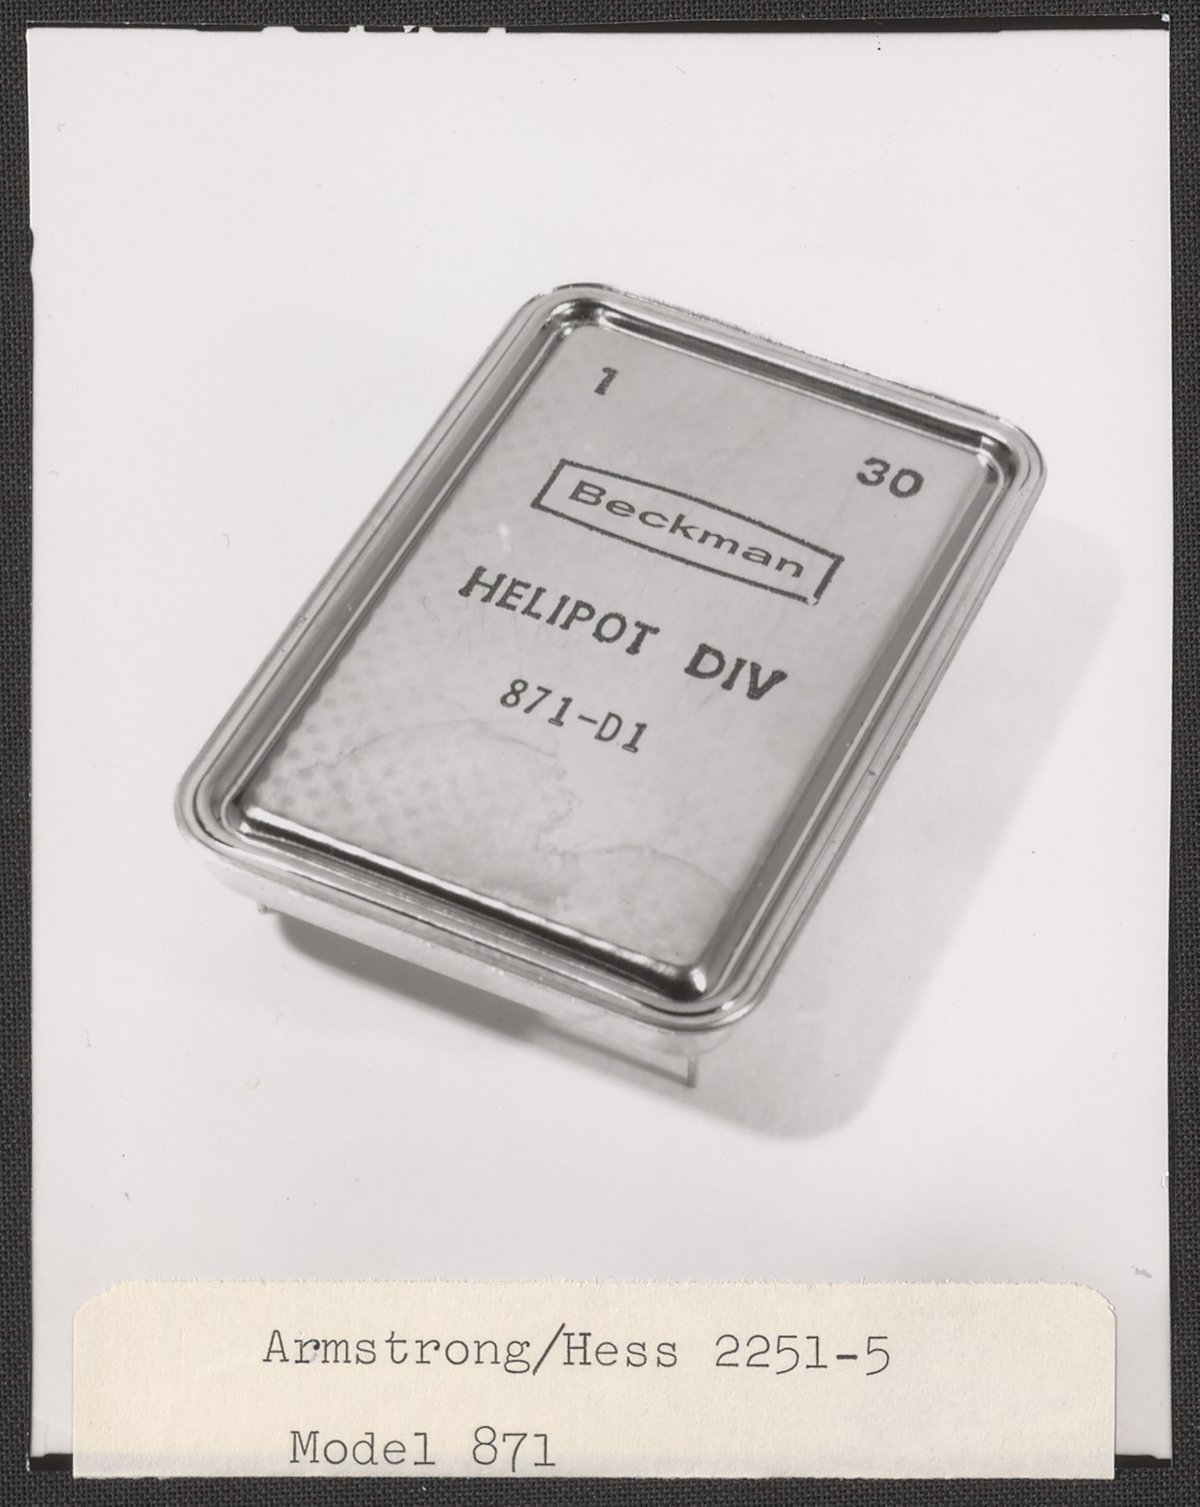 1
30
Beckman
HELIPOT DIV
871-D1
Armstrong/Hess 2251-5
Model 871